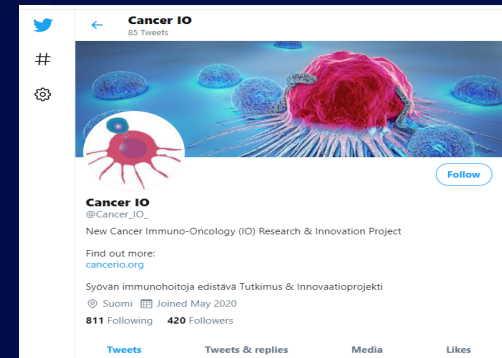 Cancer IO
85 Tweets
Follow
Cancer IO
@Cancer_IO_
New Cancer Immuno-Oncology (IO) Research & Innovation Project
Find out more:
cancerio.org
Syövän immunohoitoja edistävä Tutkimus & Innovaatioprojekti
Suomi Joined May 2020
811 Following 420 Followers
Tweets Tweets & replies Media Likes